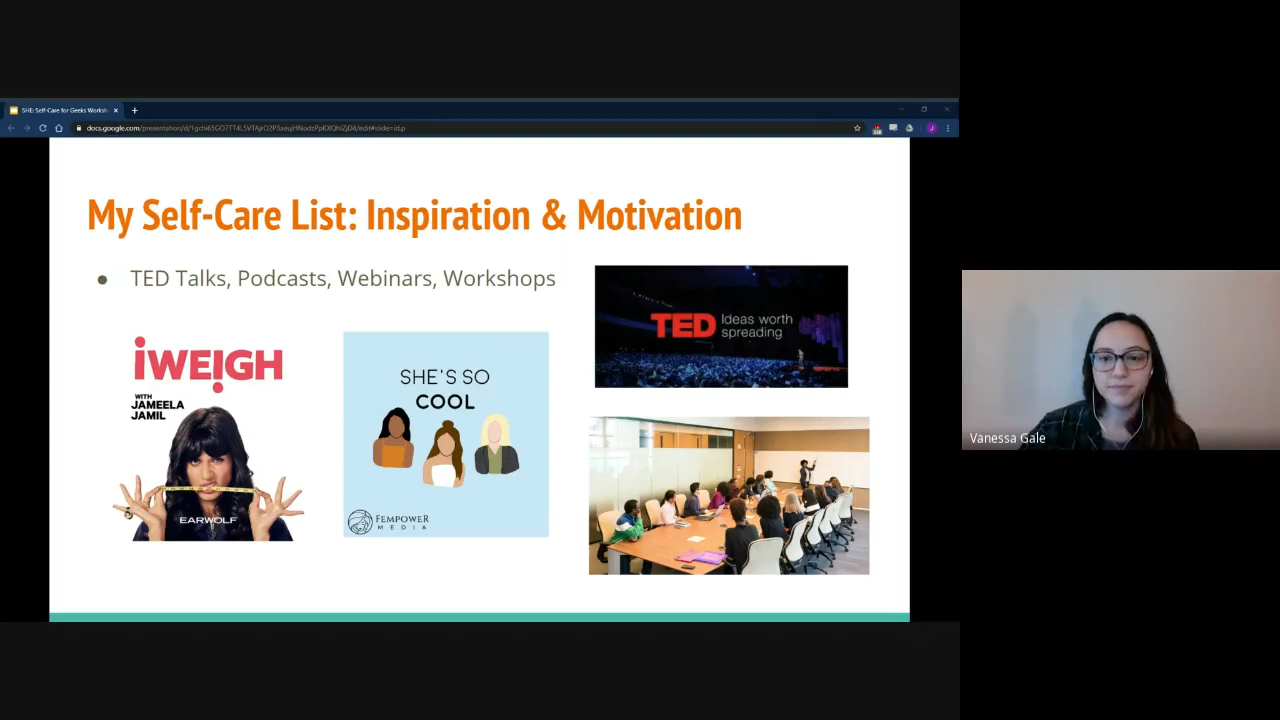 SHE: Self-Care for Geeks Worksh
My Self-Care List: Inspiration & Motivation
● TED Talks, Podcasts, Webinars, Workshops
iWEIGH
WITH
JAMEELA
JAMIL
EARWOLF
SHE'S SO
COOL
FEMPOWER
MEDIA
TED Ideas worth
spreading
Vanessa Gale